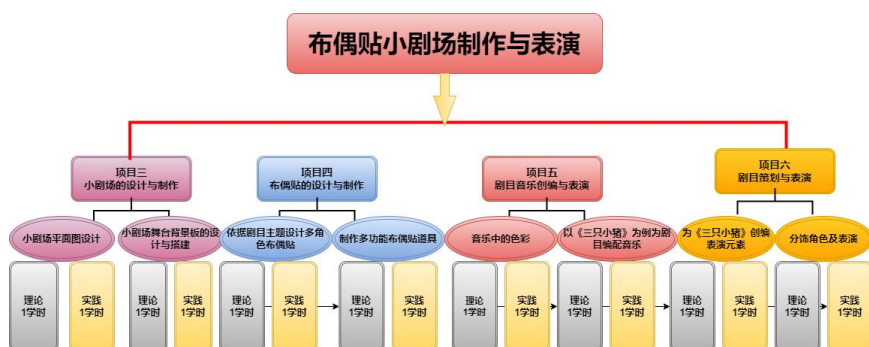 布偶贴小剧场制作与表演
项目三
小剧场的设计与制作
项目四
布偶贴的设计与制作
项目五
剧目音乐创编与表演
项目六
剧目策划与表演
小剧场平面图设计
小剧场舞台背景板的设
计与搭建
依据剧目主题设计多角
色布偶贴
制作多功能布偶贴道具
音乐中的色彩
以《三只小猪》为例为剧
目编配音乐
为《三只小猪》创编
表演元素
分饰角色及表演
理论
1学时
实践
1学时
理论
1学时
实践
1学时
理论
1学时
实践
1学时
理论
1学时
实践
1学时
理论
1学时
实践
1学时
理论
1学时
实践
1学时
理论
1学时
实践
1学时
理论
1学时
实践
1学时